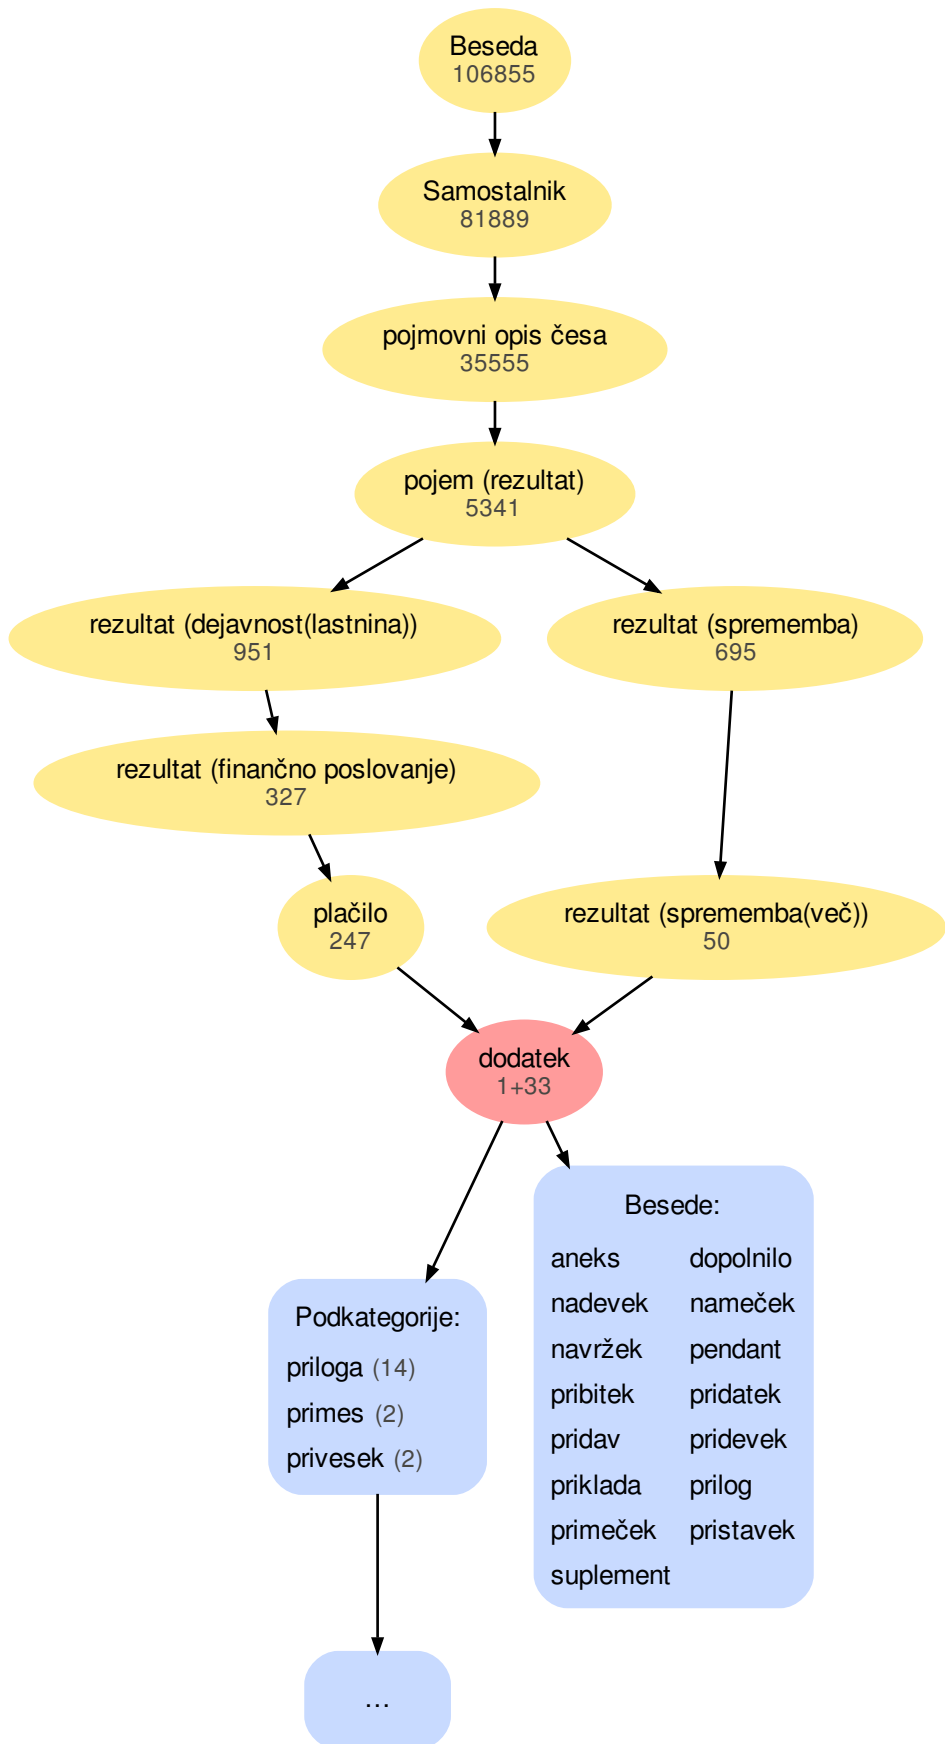 Beseda
106855
Samostalnik
81889
pojmovni opis česa
35555
pojem (rezultat)
5341
rezultat (dejavnost(lastnina))
951
rezultat (sprememba)
695
rezultat (finančno poslovanje)
327
plačilo
247
rezultat (sprememba(več))
50
dodatek
1+33
Podkategorije:
priloga (14)
primes (2)
privesek (2)
...
Besede:
aneks dopolnilo
nadevek nameček
navržek pendant
pribitek pridatek
pridav pridevek
priklada prilog
primeček pristavek
suplement